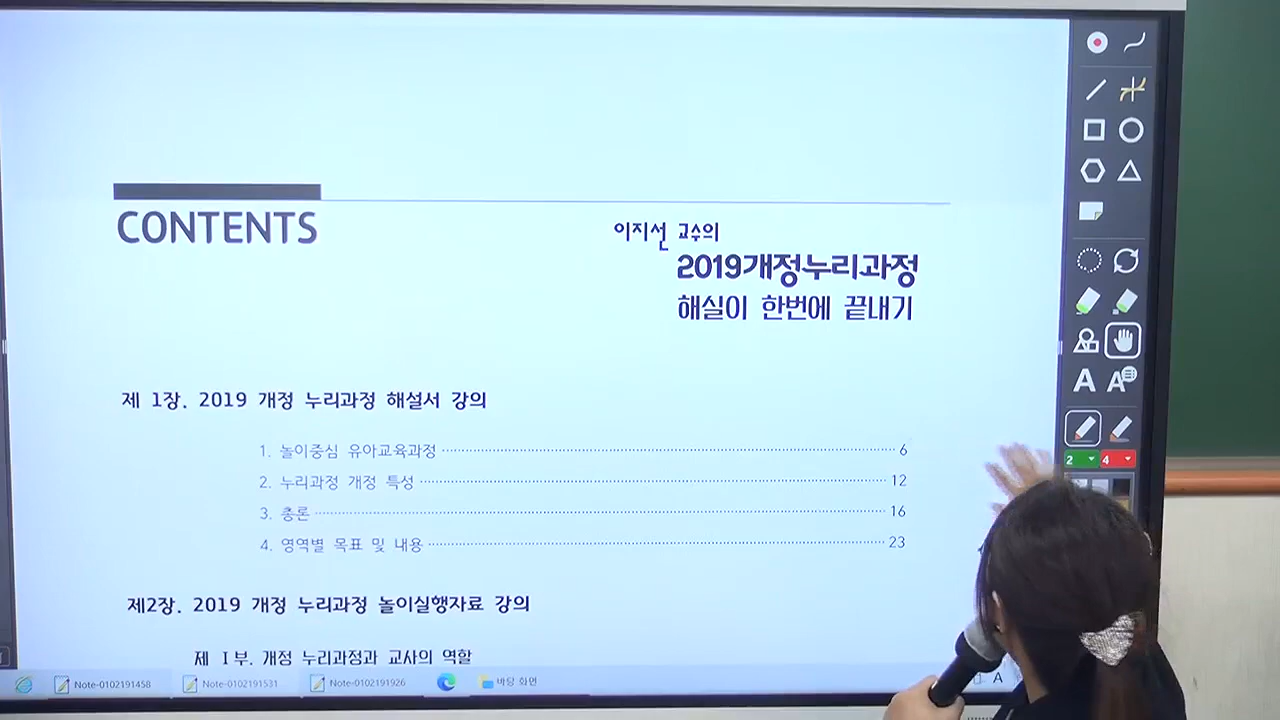 CONTENTS
이지선 교수의
2019개정누리과정
해실이 한번에 끝내기
제 1장. 2019 개정 누리과정 해설서 강의
1. 놀이중심 유아교육과정 6
2. 누리과정 개정 특성 12
3. 총론 16
4. 영역별 목표 및 내용 23
제2장. 2019 개정 누리과정 놀이실행자료 강의
제 I부. 개정 누리과정과 교사의 역할
A A
2 4
Note-0102191458 Note-0102191531 Note-0102191926 바탕 화면 A